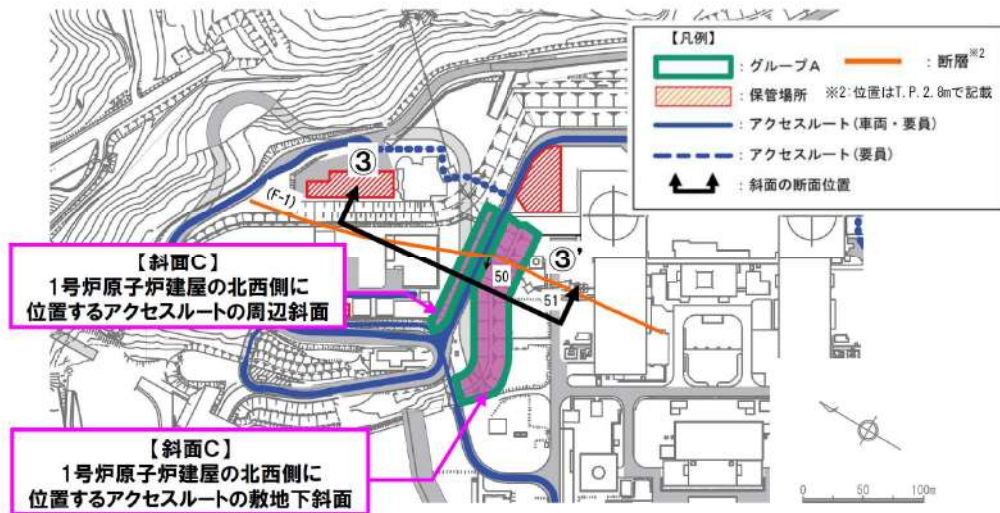 【凡例】
：グループA
：断層※2
：保管場所 ※2:位置はT.P.2.8mで記載
：アクセスルート(車両・要員)
：アクセスルート(要員)
：斜面の断面位置
③
(F-1)
【斜面C】
1号炉原子炉建屋の北西側に
位置するアクセスルートの周辺斜面
50
③'
51
【斜面C】
1号炉原子炉建屋の北西側に
位置するアクセスルートの敷地下斜面
0 50 100m